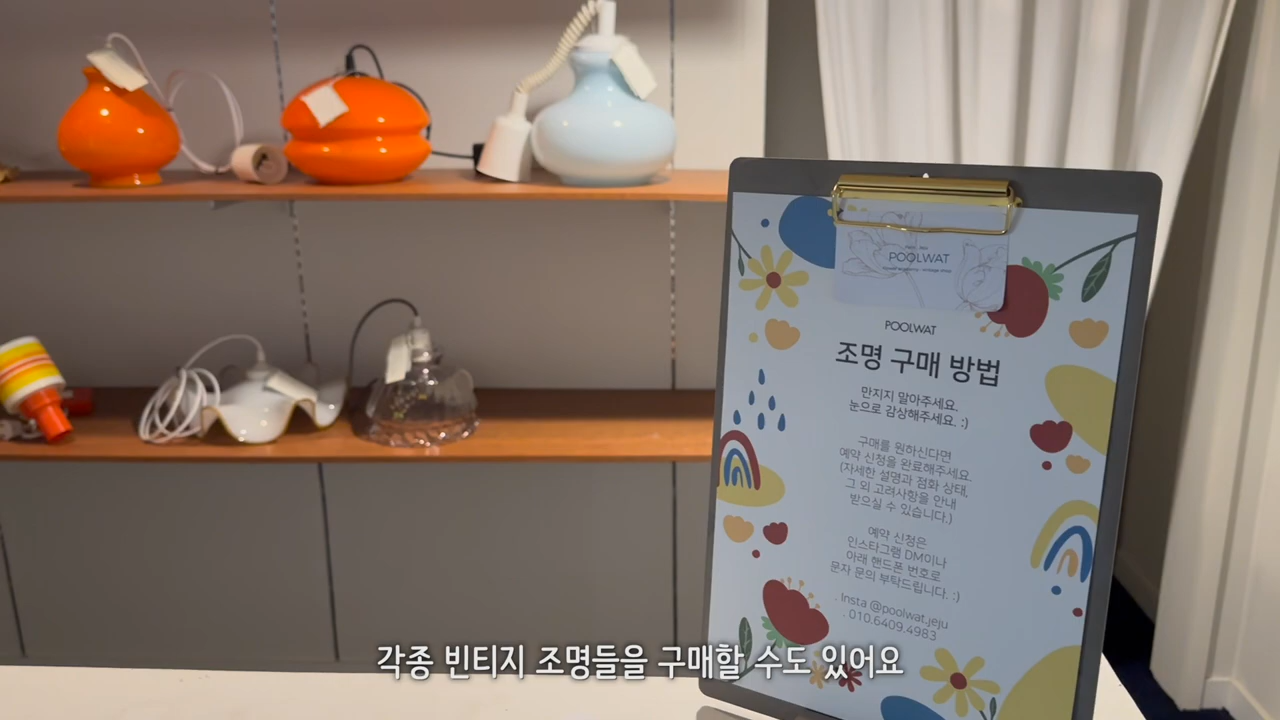 POOLWAT
POOLWAT
조명 구매 방법
만지지 말아주세요.
눈으로 감상해주세요. :)
구매를 원하신다면
예약 신청을 완료해주세요.
(자세한 설명과 점화 상태,
그 외 고려사항을 안내
받으실 수 있습니다.)
예약 신청은
인스타그램 DM이나
아래 핸드폰 번호로
문자 문의 부탁드립니다. :)
. Insta @poolwat.jeju
. 010.6409.4983
각종 빈티지 조명들을 구매할 수도 있어요